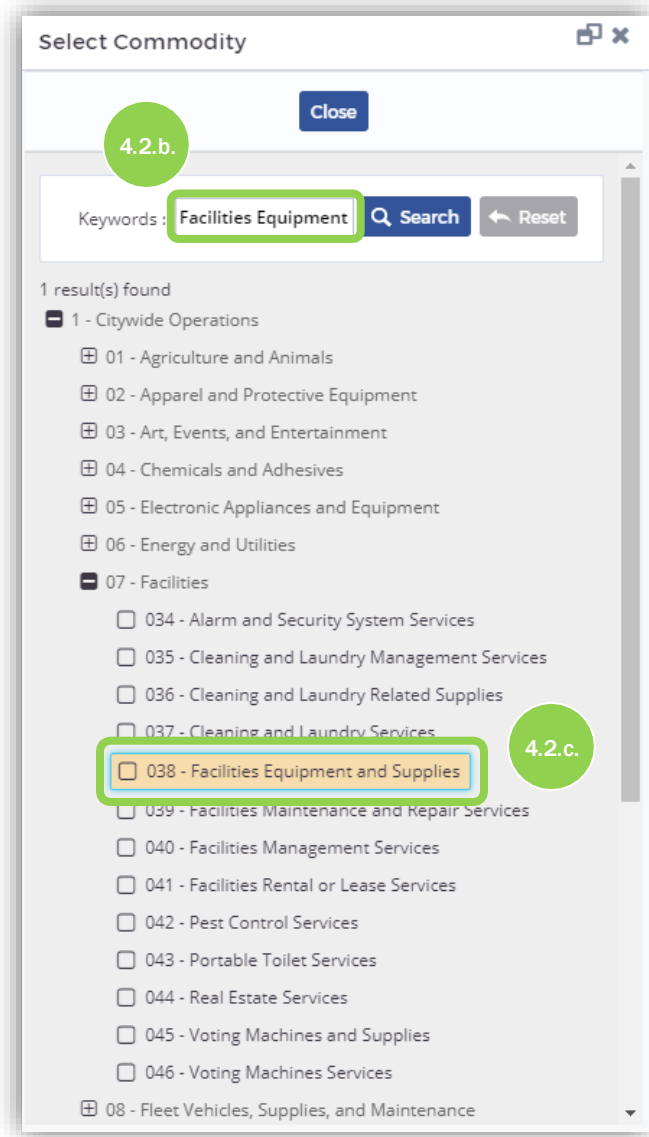 Select Commodity
Close
4.2.b.
Keywords : Facilities Equipment Search Reset
1 result(s) found
1 - Citywide Operations
01 - Agriculture and Animals
02 - Apparel and Protective Equipment
03 - Art, Events, and Entertainment
04 - Chemicals and Adhesives
05 - Electronic Appliances and Equipment
06 - Energy and Utilities
07 - Facilities
034 - Alarm and Security System Services
035 - Cleaning and Laundry Management Services
036 - Cleaning and Laundry Related Supplies
037 - Cleaning and Laundry Services
4.2.c.
038 - Facilities Equipment and Supplies
039 - Facilities Maintenance and Repair Services
040 - Facilities Management Services
041 - Facilities Rental or Lease Services
042 - Pest Control Services
043 - Portable Toilet Services
044 - Real Estate Services
045 - Voting Machines and Supplies
046 - Voting Machines Services
08 - Fleet Vehicles, Supplies, and Maintenance